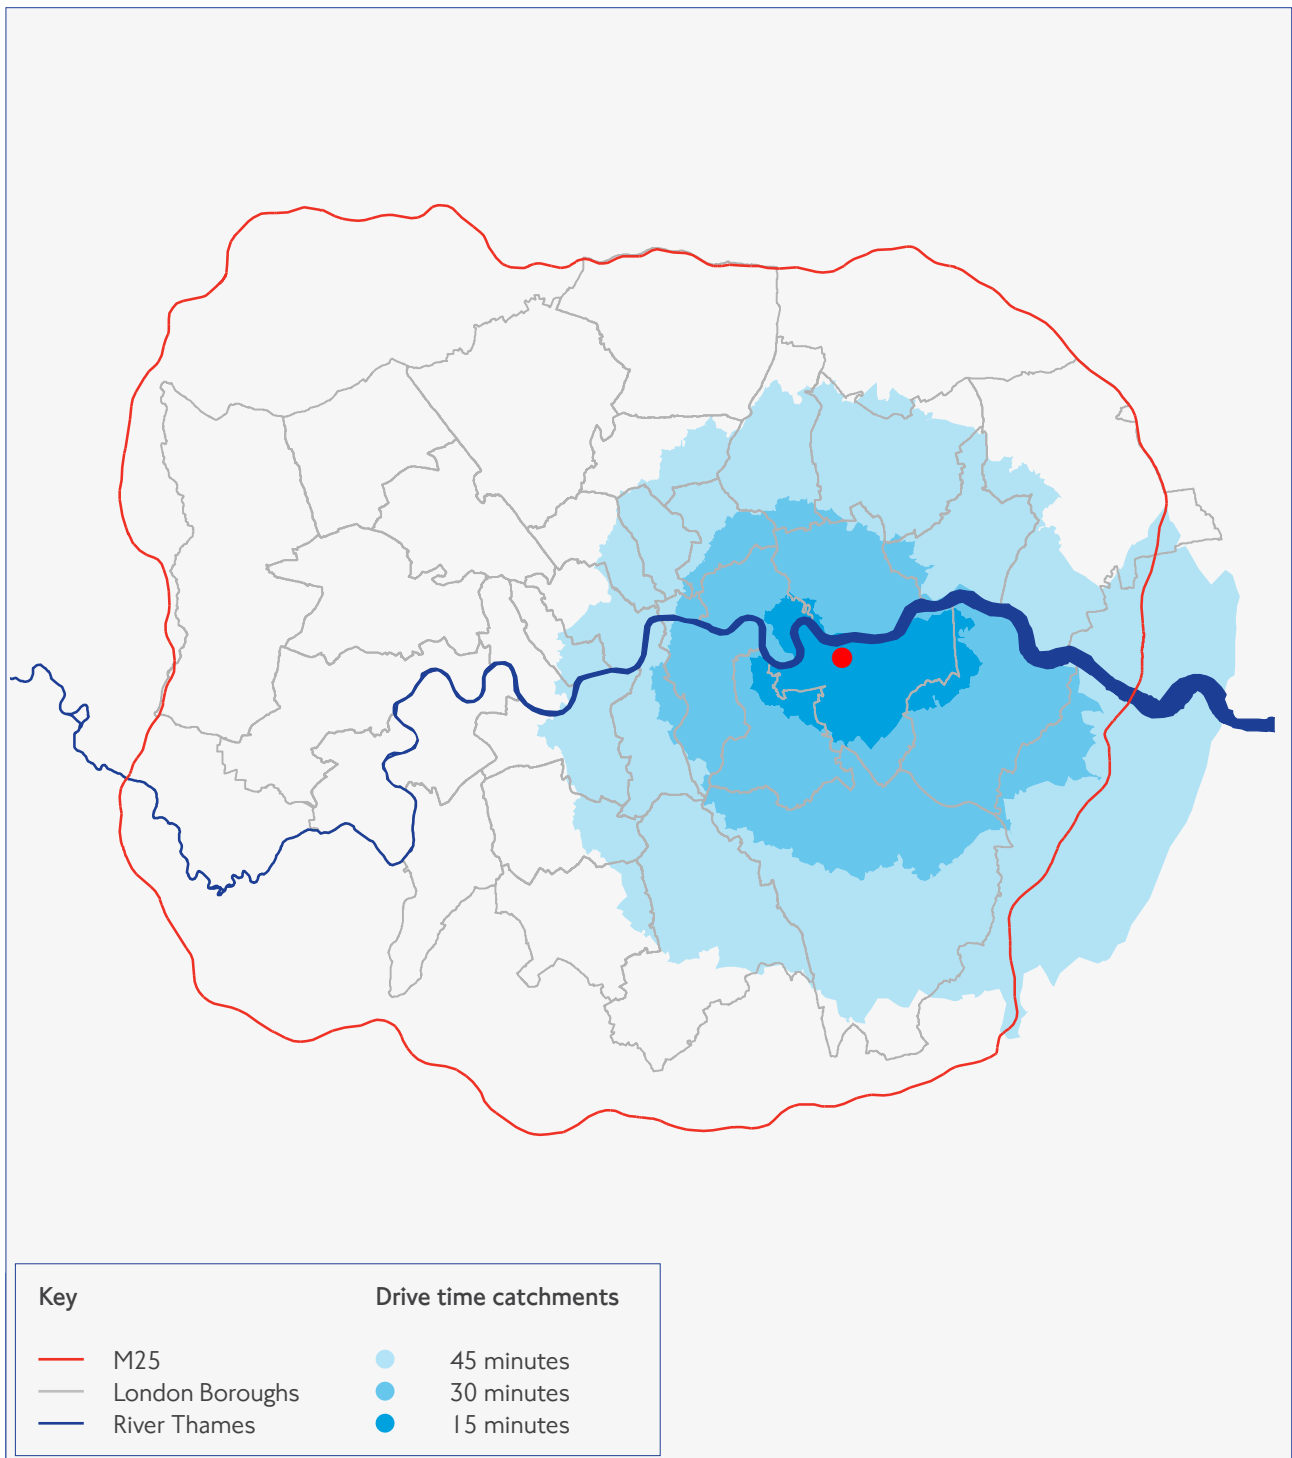 Key
Drive time catchments
M25
45 minutes
London Boroughs
30 minutes
River Thames
15 minutes